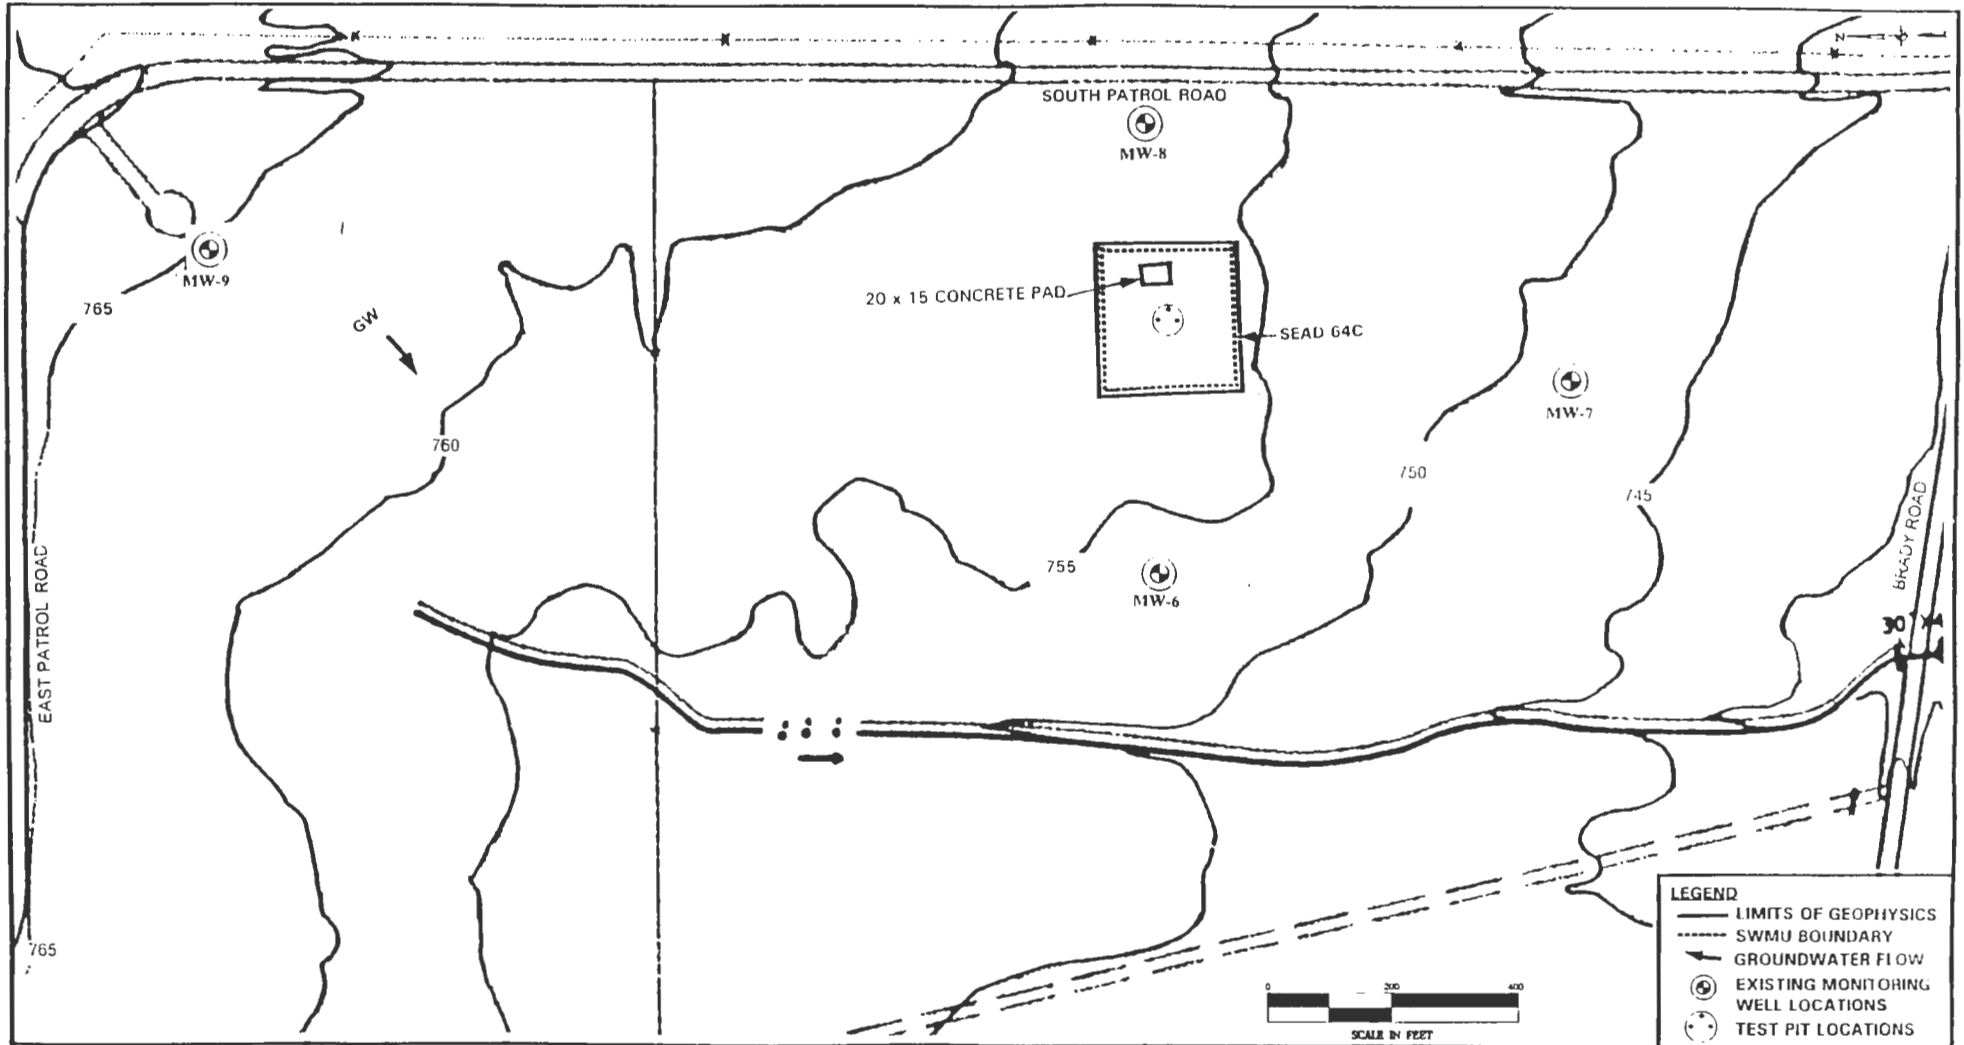 SOUTH PATROL ROAD
MW-8
MW-9
765
GW
20 x 15 CONCRETE PAD
SEAD 64C
MW-7
760
750
745
755
MW-6
EAST PATROL ROAD
BRADY ROAD
30
765
0 200 400
SCALE IN FEET
LEGEND
LIMITS OF GEOPHYSICS
SWMU BOUNDARY
GROUNDWATER FLOW
EXISTING MONITORING
WELL LOCATIONS
TEST PIT LOCATIONS